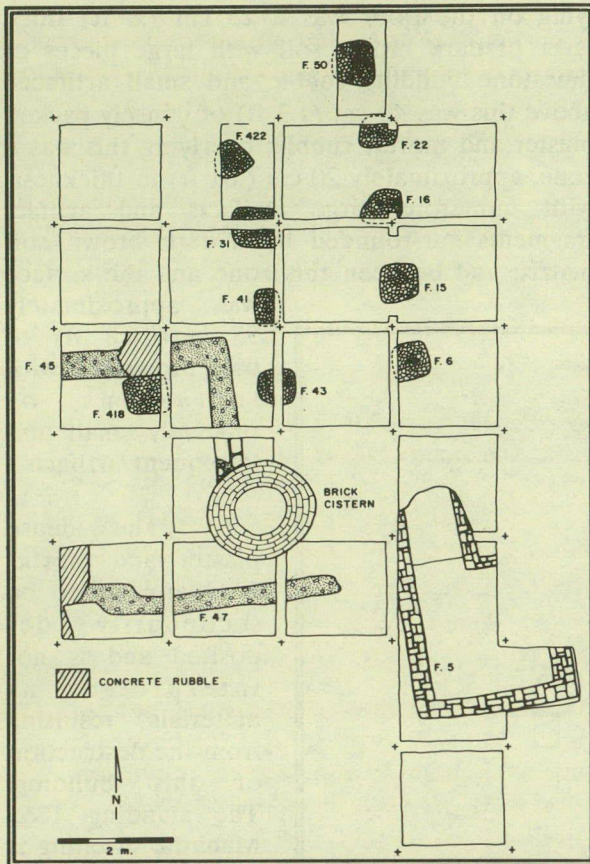 F. 50
F. 422
F. 22
F. 16
F. 31
F. 41
F. 15
F. 45
F. 6
F. 418
F. 43
BRICK
CISTERN
F. 47
F. 5
CONCRETE RUBBLE
N
2 m.